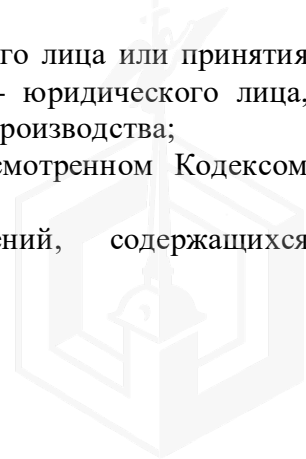 го лица или принятия
- юридического лица,
роизводства;
смотренном Кодексом
ений, содержащихся